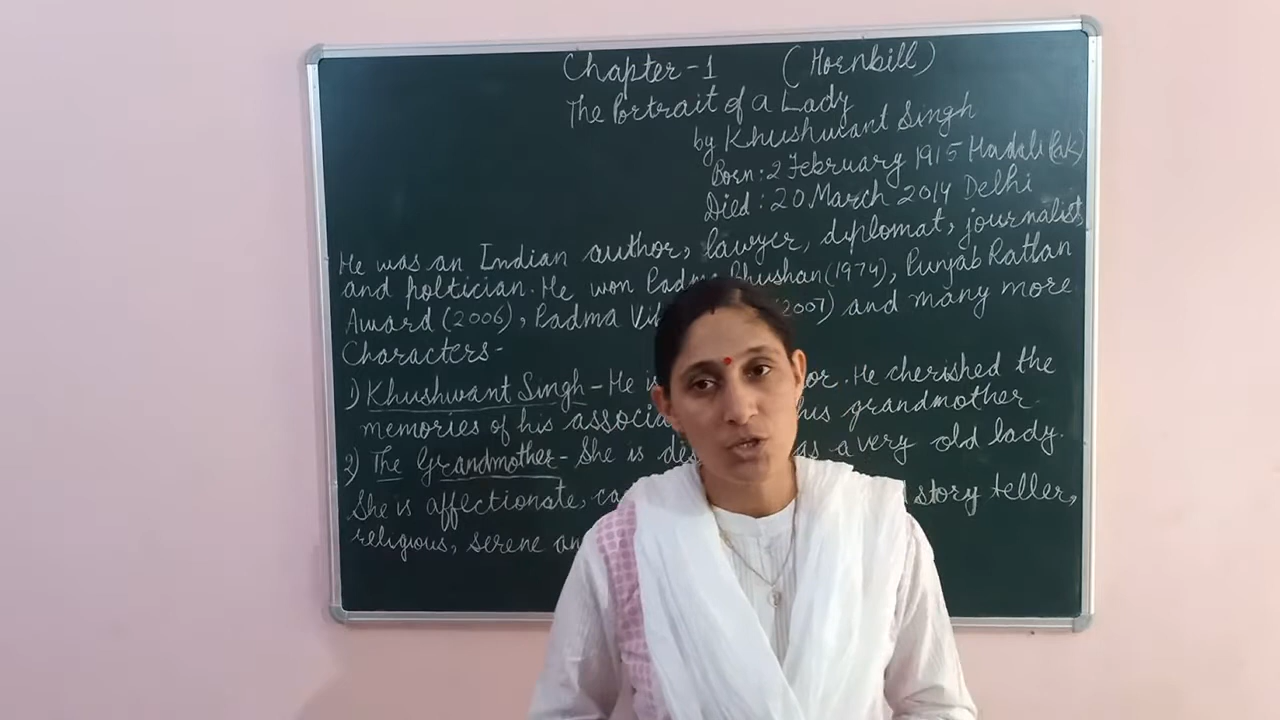 Chapter-1 (Hornbill)
The Portrait of a Lady
by Khushwant Singh
Born: 2 February 1915 Hadali (Pak)
Died: 20 March 2014 Delhi
He was an Indian author, lawyer, diplomat, journalist,
and poltician. He won Padma Bhushan (1974), Punjab Rattan
Award (2006), Padma 2007) and many more
Characters-
1) Khushwant Singh - He . He cherished the
memories of his his grandmother.
2) The Grandmother - She is as a very old lady.
She is affectionate, story teller,
religious, serene